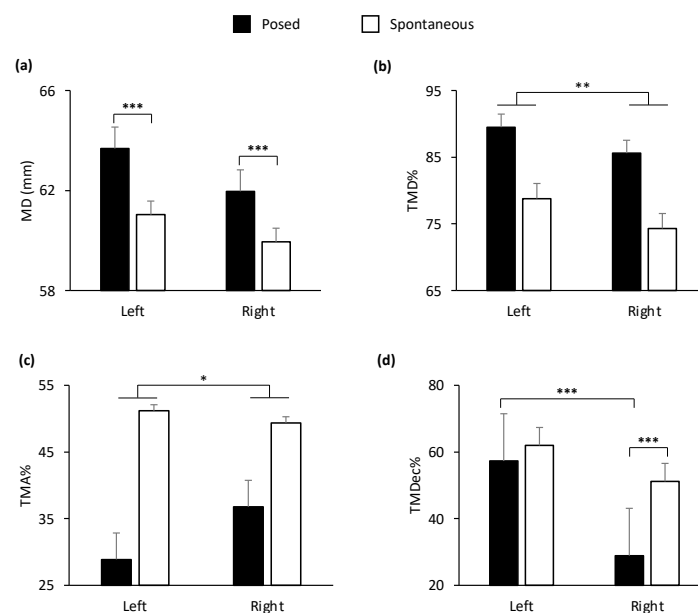 Posed Spontaneous
(a)
MD (mm)
66
62
58
***
***
Left Right
(b)
TMD%
95
85
75
65
**
Left Right
(c)
TMA%
55
45
35
25
*
Left Right
(d)
TMDec%
80
60
40
20
***
***
Left Right